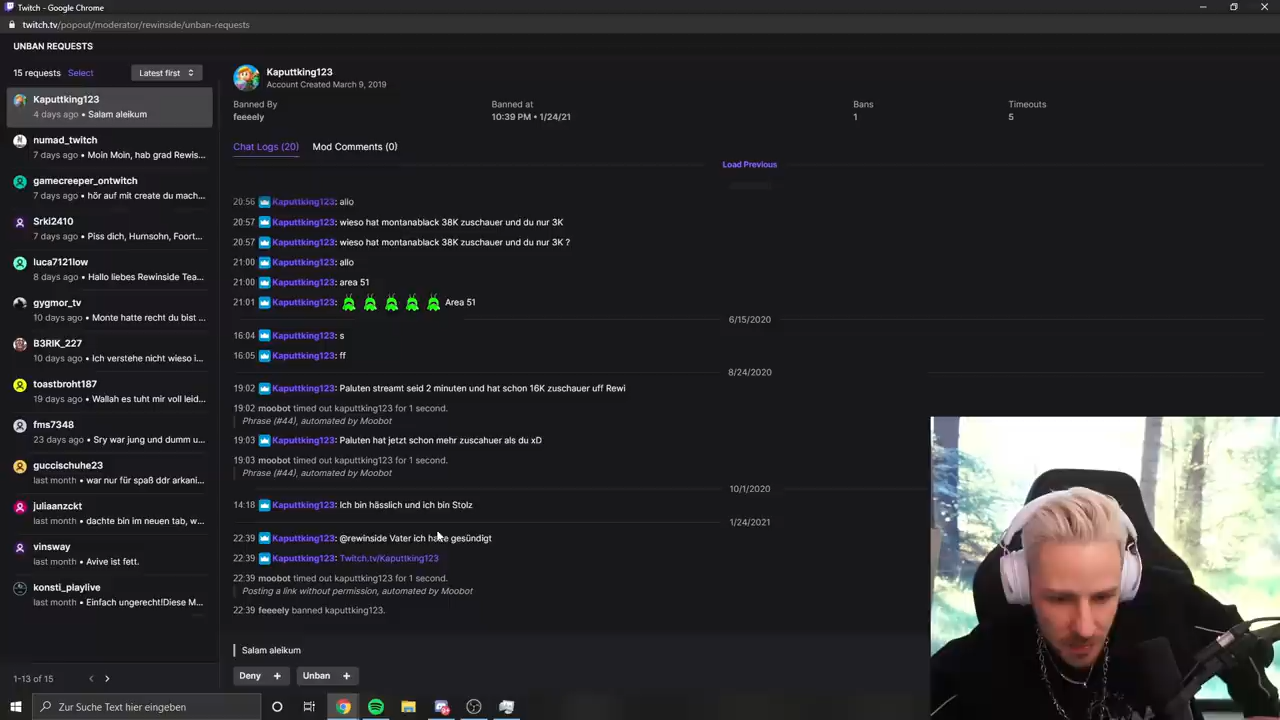 Twitch - Google Chrome
twitch.tv/popout/moderator/rewinside/unban-requests
UNBAN REQUESTS
15 requests Select Latest first
Kaputtking123
4 days ago • Salam aleikum
numad_twitch
7 days ago • Moin Moin, hab grad Rewis...
gamecreeper_ontwitch
7 days ago • hör auf mit create du mach...
Srki2410
7 days ago • Piss dich, Humsohn, Foort...
luca7121low
8 days ago • Hallo liebes Rewinside Tea...
gygmor_tv
10 days ago • Monte hatte recht du bist ...
B3RIK_227
10 days ago • Ich verstehe nicht wieso i...
toastbroht187
19 days ago • Wallah es tuht mir voll leid...
fms7348
23 days ago • Sry war jung und dumm u...
guccischuhe23
last month • war nur für spaß ddr arkani...
juliaanzckt
last month • dachte bin im neuen tab, w...
vinsway
last month • Avive ist fett.
konsti_playlive
last month • Einfach ungerecht!Diese M...
1-13 of 15
Kaputtking123
Account Created March 9, 2019
Banned By
feeeely
Banned at
10:39 PM • 1/24/21
Bans
1
Timeouts
5
Chat Logs (20) Mod Comments (0)
Load Previous
20:56 Kaputtking123: allo
20:57 Kaputtking123: wieso hat montanablack 38K zuschauer und du nur 3K
20:57 Kaputtking123: wieso hat montanablack 38K zuschauer und du nur 3K ?
21:00 Kaputtking123: allo
21:00 Kaputtking123: area 51
21:01 Kaputtking123: Area 51
6/15/2020
16:04 Kaputtking123: s
16:05 Kaputtking123: ff
8/24/2020
19:02 Kaputtking123: Paluten streamt seid 2 minuten und hat schon 16K zuschauer uff Rewi
19:02 moobot timed out kaputtking123 for 1 second.
Phrase (#44), automated by Moobot
19:03 Kaputtking123: Paluten hat jetzt schon mehr zuscahuer als du xD
19:03 moobot timed out kaputtking123 for 1 second.
Phrase (#44), automated by Moobot
10/1/2020
14:18 Kaputtking123: Ich bin hässlich und ich bin Stolz
1/24/2021
22:39 Kaputtking123: @rewinside Vater ich habe gesündigt
22:39 Kaputtking123: Twitch.tv/Kaputtking123
22:39 moobot timed out kaputtking123 for 1 second.
Posting a link without permission, automated by Moobot
22:39 feeeely banned kaputtking123.
Salam aleikum
Deny + Unban +
Zur Suche Text hier eingeben